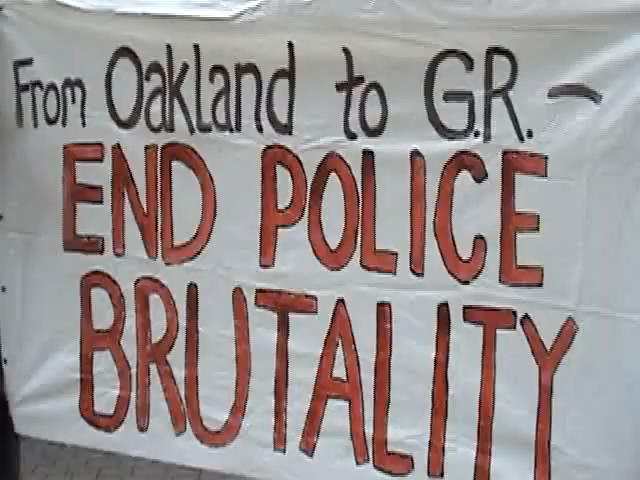 From Oakland to G.R. –
END POLICE
BRUTALITY